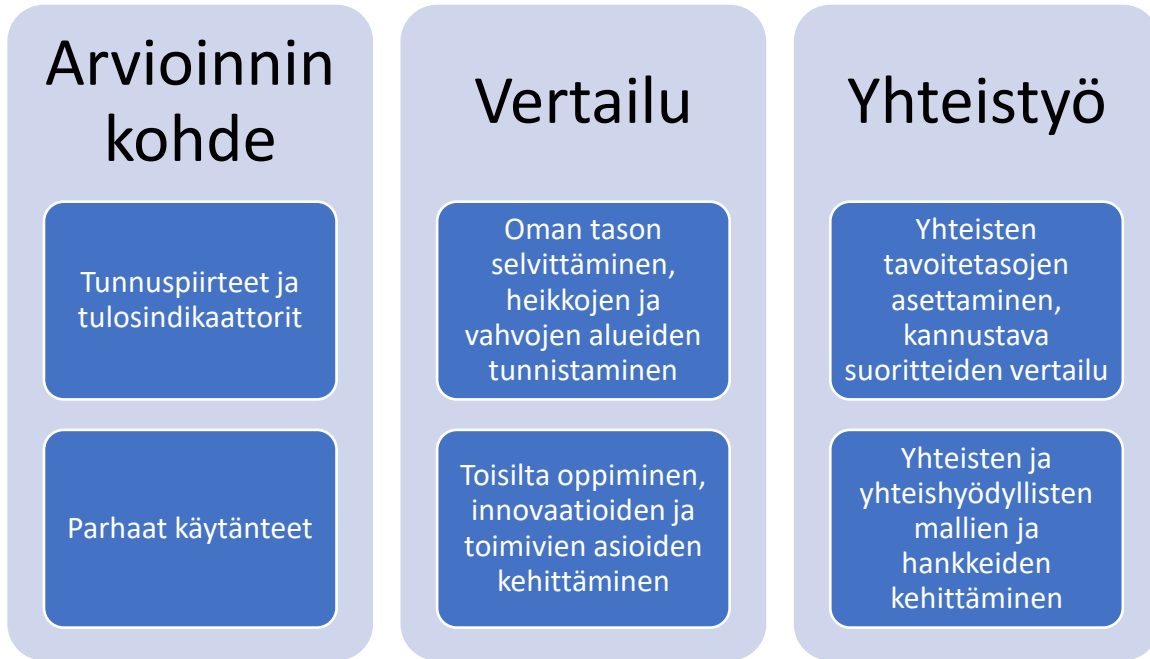 Arvioinnin
kohde
Tunnuspiirteet ja
tulosindikaattorit
Parhaat käytänteet
Vertailu
Oman tason
selvittäminen,
heikkojen ja
vahvojen alueiden
tunnistaminen
Toisilta oppiminen,
innovaatioiden ja
toimivien asioiden
kehittäminen
Yhteistyö
Yhteisten
tavoitetasojen
asettaminen,
kannustava
suoritteiden vertailu
Yhteisten ja
yhteishyödyllisten
mallien ja
hankkeiden
kehittäminen